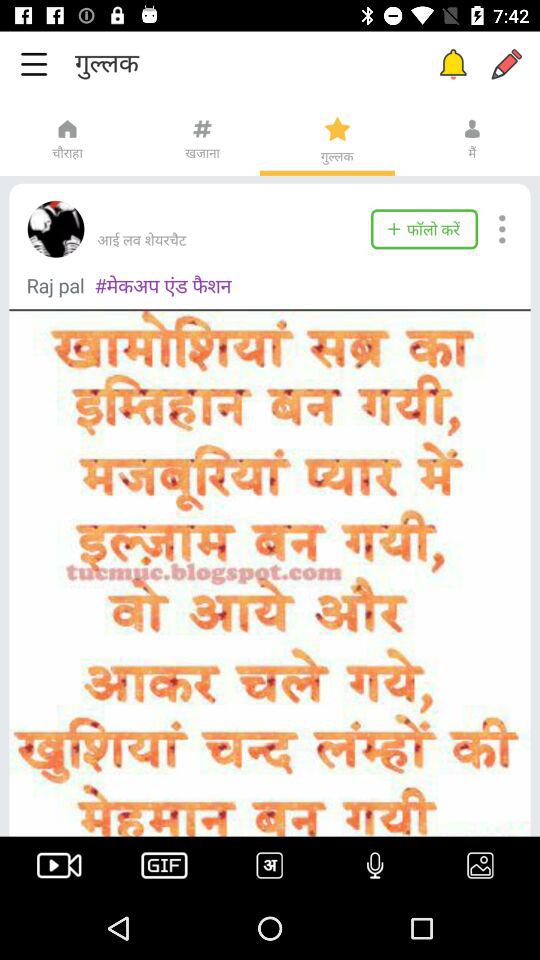 7:42
गुल्लक
चौराहा
खजाना
गुल्लक
मैं
आई लव शेयरचैट
+ फॉलो करें
Raj pal #मेकअप एंड फैशन
खामोशियां सब्र का
इम्तिहान बन गयी,
मजबूरियां प्यार में
इल्ज़ाम बन गयी,
tucmuc.blogspot.com
वो आये और
आकर चले गये,
खुशियां चन्द लंम्हों की
मेहमान बन गयी
GIF
अ